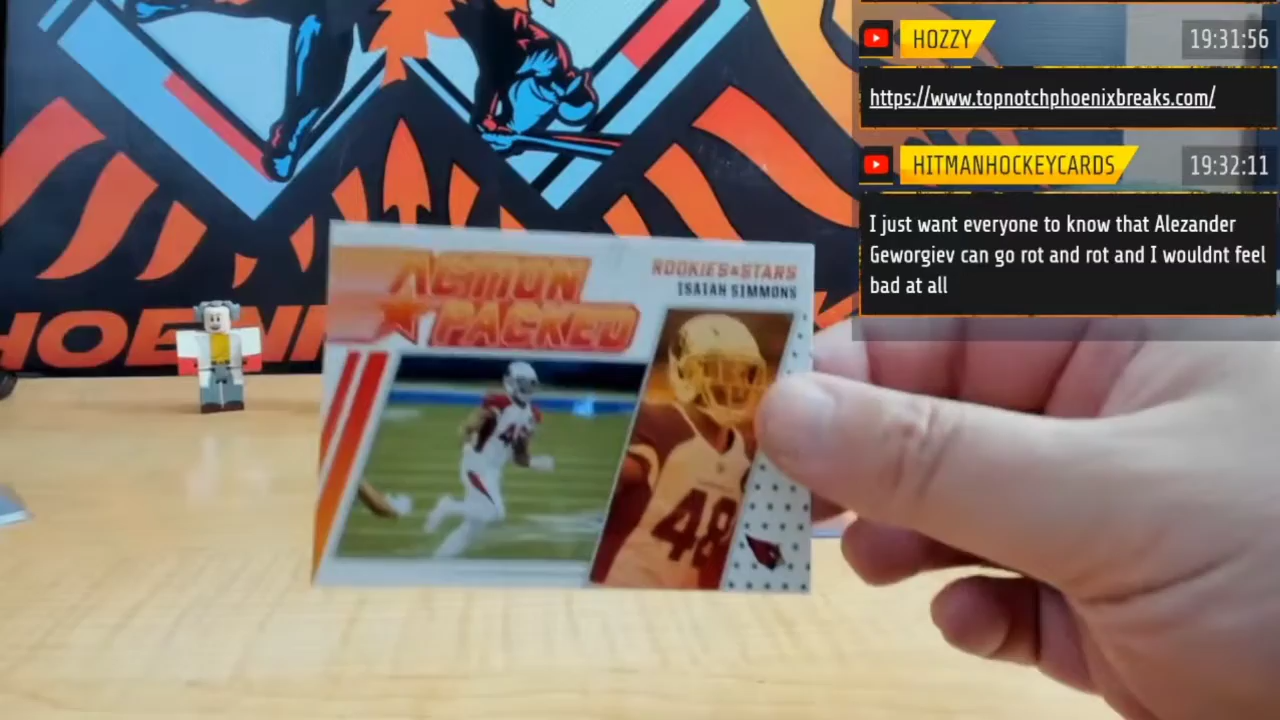 HOZZY
19:31:56
https://www.topnotchphoenixbreaks.com/
HITMANHOCKEYCARDS
19:32:11
I just want everyone to know that Alezander
Geworgiev can go rot and rot and I wouldnt feel
bad at all
ACTION
PACKED
ROOKIES & STARS
ISAIAH SIMMONS
48
48
HOENI